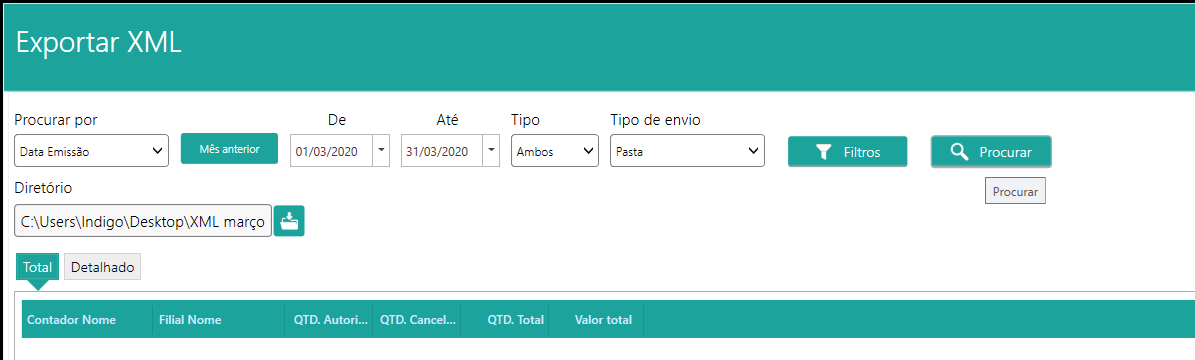 Exportar XML
Procurar por De Até Tipo Tipo de envio
Data Emissão Mês anterior 01/03/2020 31/03/2020 Ambos Pasta Filtros Procurar
Procurar
Diretório
C:\Users\Indigo\Desktop\XML março
Total Detalhado
Contador Nome Filial Nome QTD. Autori... QTD. Cancel... QTD. Total Valor total